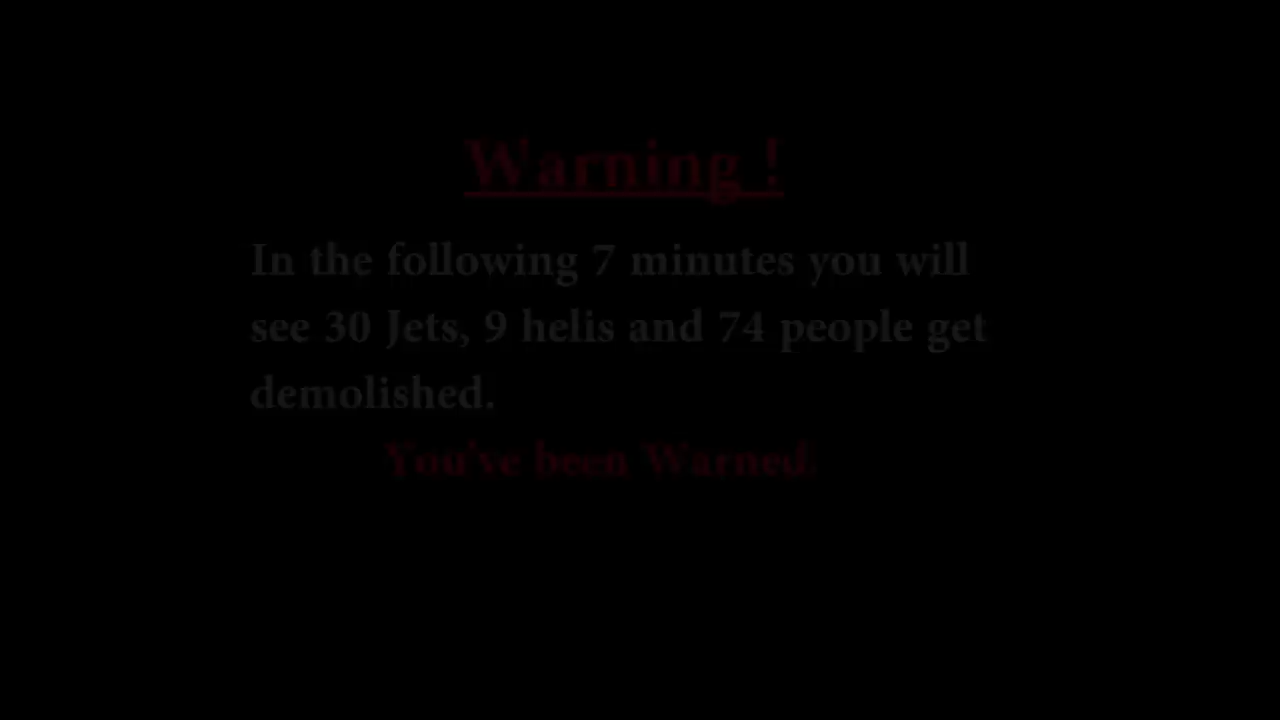 Warning !
In the following 7 minutes you will
see 30 Jets, 9 helis and 74 people get
demolished.
You've been Warned.